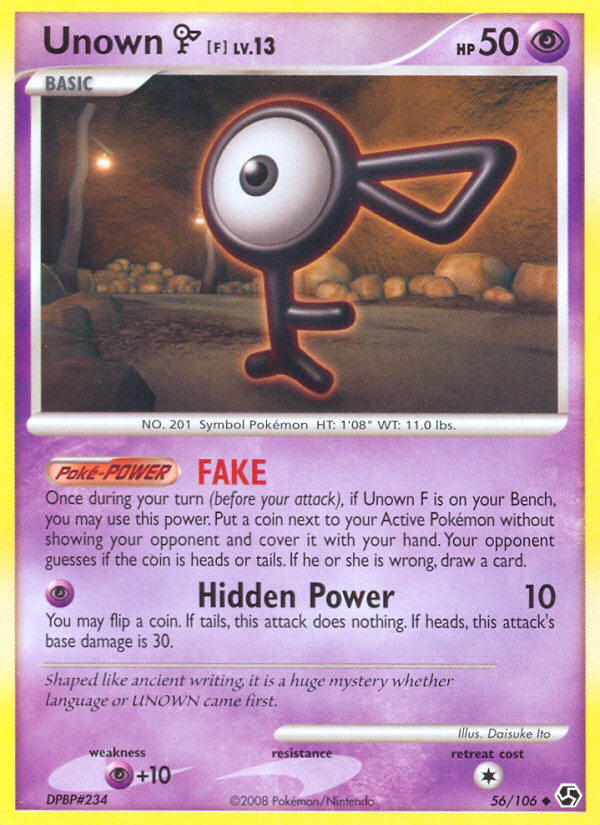 Unown [F] LV.13 HP 50
BASIC
NO. 201 Symbol Pokémon HT: 1'08" WT: 11.0 lbs.
Poké-POWER FAKE
Once during your turn (before your attack), if Unown F is on your Bench,
you may use this power. Put a coin next to your Active Pokémon without
showing your opponent and cover it with your hand. Your opponent
guesses if the coin is heads or tails. If he or she is wrong, draw a card.
Hidden Power 10
You may flip a coin. If tails, this attack does nothing. If heads, this attack's
base damage is 30.
Shaped like ancient writing, it is a huge mystery whether
language or UNOWN came first.
Illus. Daisuke Ito
weakness resistance retreat cost
+10
DPBP#234 ©2008 Pokémon/Nintendo 56/106